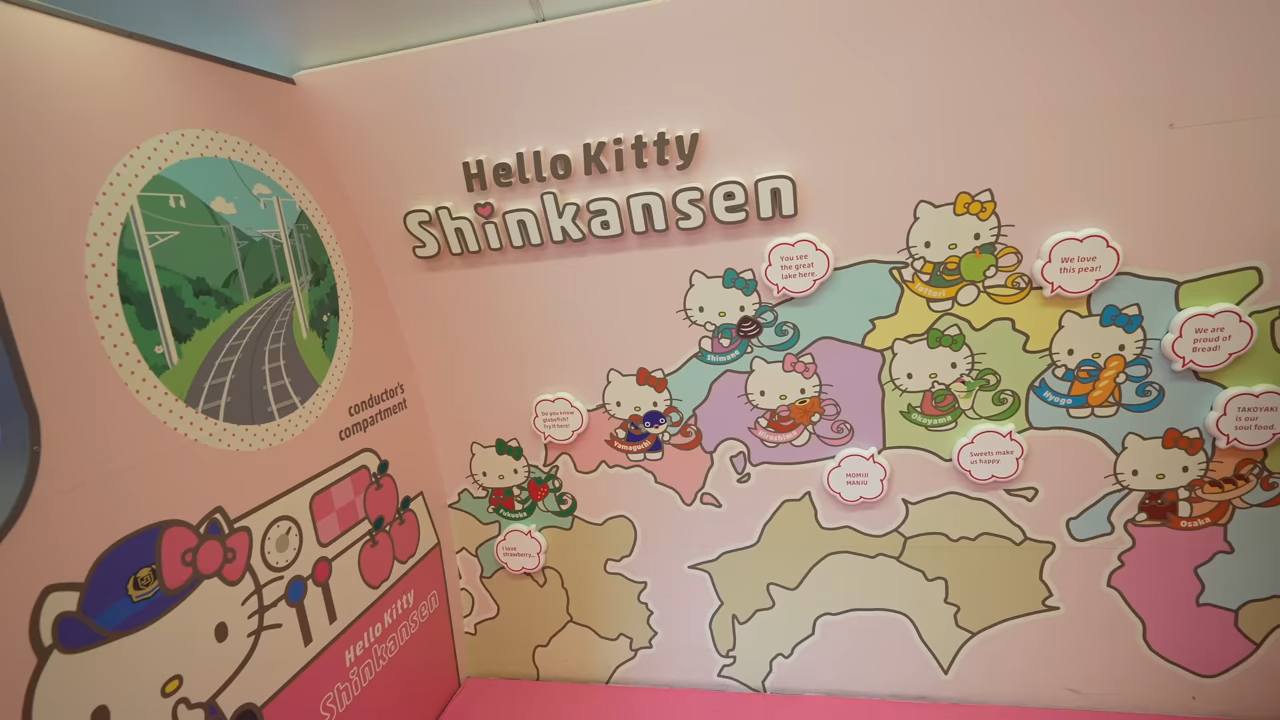 Hello Kitty
Shinkansen
conductor's
compartment
Hello Kitty
Shinkansen
You see
the great
lake here.
Shimane
Tottori
We love
this pear!
We are
proud of
Bread!
Hyogo
TAKOYAKI
is our
soul food.
Osaka
Okayama
Sweets make
us happy.
Hiroshima
MOMIJI
MANJU
Do you know
globefish?
Try it here!
Yamaguchi
Fukuoka
I love
strawberry...